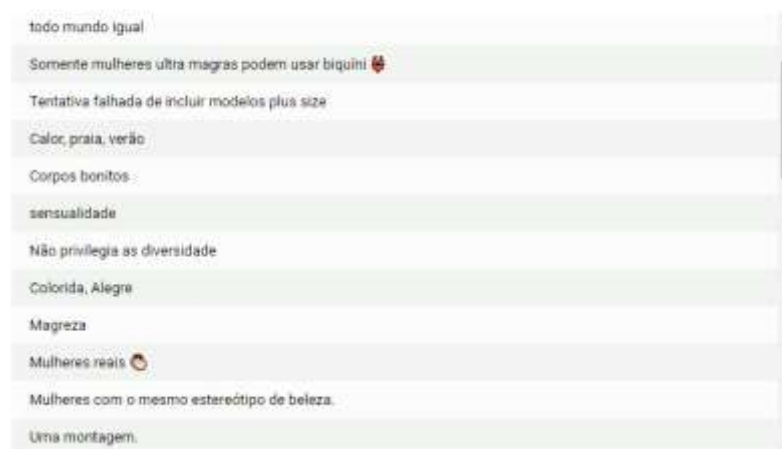 todo mundo igual
Somente mulheres ultra magras podem usar biquíni 👙
Tentativa falhada de incluir modelos plus size
Calor, praia, verão
Corpos bonitos
sensualidade
Não privilegia as diversidade
Colorida, Alegre
Magreza
Mulheres reais
Mulheres com o mesmo estereótipo de beleza.
Uma montagem.